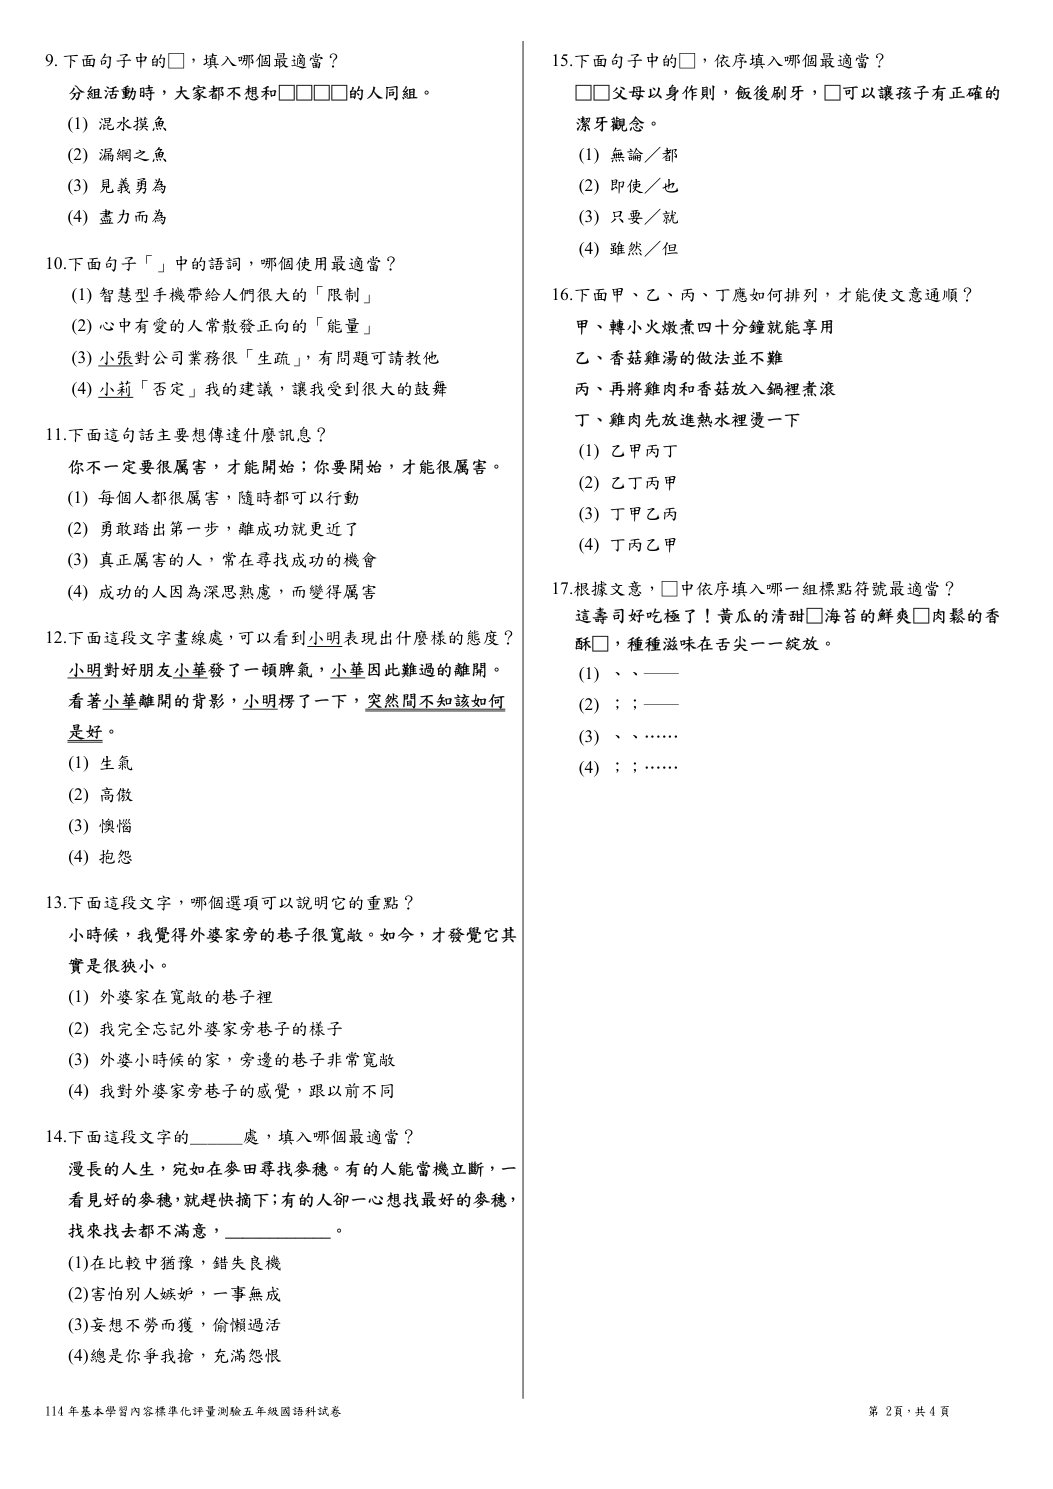 9. 下面句子中的□，填入哪個最適當？
分組活動時，大家都不想和□□□□的人同組。
(1) 混水摸魚
(2) 漏網之魚
(3) 見義勇為
(4) 盡力而為
10.下面句子「」中的語詞，哪個使用最適當？
(1) 智慧型手機帶給人們很大的「限制」
(2) 心中有愛的人常散發正向的「能量」
(3) 小張對公司業務很「生疏」，有問題可請教他
(4) 小莉「否定」我的建議，讓我受到很大的鼓舞
11.下面這句話主要想傳達什麼訊息？
你不一定要很厲害，才能開始；你要開始，才能很厲害。
(1) 每個人都很厲害，隨時都可以行動
(2) 勇敢踏出第一步，離成功就更近了
(3) 真正厲害的人，常在尋找成功的機會
(4) 成功的人因為深思熟慮，而變得厲害
12.下面這段文字畫線處，可以看到小明表現出什麼樣的態度？
小明對好朋友小華發了一頓脾氣，小華因此難過的離開。
看著小華離開的背影，小明楞了一下，突然間不知該如何
是好。
(1) 生氣
(2) 高傲
(3) 懊惱
(4) 抱怨
13.下面這段文字，哪個選項可以說明它的重點？
小時候，我覺得外婆家旁的巷子很寬敞。如今，才發覺它其
實是很狹小。
(1) 外婆家在寬敞的巷子裡
(2) 我完全忘記外婆家旁巷子的樣子
(3) 外婆小時候的家，旁邊的巷子非常寬敞
(4) 我對外婆家旁巷子的感覺，跟以前不同
14.下面這段文字的______處，填入哪個最適當？
漫長的人生，宛如在麥田尋找麥穗。有的人能當機立斷，一
看見好的麥穗，就趕快摘下；有的人卻一心想找最好的麥穗，
找來找去都不滿意，____________。
(1)在比較中猶豫，錯失良機
(2)害怕別人嫉妒，一事無成
(3)妄想不勞而獲，偷懶過活
(4)總是你爭我搶，充滿怨恨
15.下面句子中的□，依序填入哪個最適當？
□□父母以身作則，飯後刷牙，□可以讓孩子有正確的
潔牙觀念。
(1) 無論／都
(2) 即使／也
(3) 只要／就
(4) 雖然／但
16.下面甲、乙、丙、丁應如何排列，才能使文意通順？
甲、轉小火燉煮四十分鐘就能享用
乙、香菇雞湯的做法並不難
丙、再將雞肉和香菇放入鍋裡煮滾
丁、雞肉先放進熱水裡燙一下
(1) 乙甲丙丁
(2) 乙丁丙甲
(3) 丁甲乙丙
(4) 丁丙乙甲
17.根據文意，□中依序填入哪一組標點符號最適當？
這壽司好吃極了！黃瓜的清甜□海苔的鮮爽□肉鬆的香
酥□，種種滋味在舌尖一一綻放。
(1) 、、——
(2) ；；——
(3) 、、……
(4) ；；……
114 年基本學習內容標準化評量測驗五年級國語科試卷
第 2頁，共 4 頁